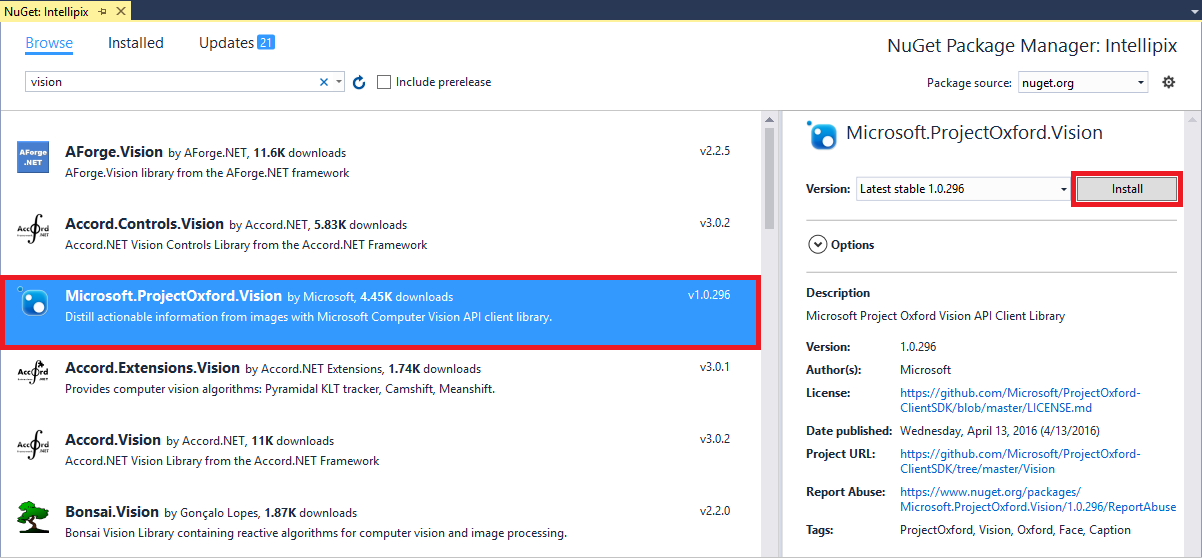 NuGet: Intellipix
Browse Installed Updates 21
NuGet Package Manager: Intellipix
vision
Include prerelease
Package source: nuget.org
AForge .NET
AForge.Vision by AForge.NET, 11.6K downloads
v2.2.5
AForge.Vision library from the AForge.NET framework
Accord .NET
Accord.Controls.Vision by Accord.NET, 5.83K downloads
v3.0.2
Accord.NET Vision Controls Library from the Accord.NET Framework
Microsoft.ProjectOxford.Vision by Microsoft, 4.45K downloads
v1.0.296
Distill actionable information from images with Microsoft Computer Vision API client library.
Accord .NET
Accord.Extensions.Vision by Accord.NET Extensions, 1.74K downloads
v3.0.1
Provides computer vision algorithms: Pyramidal KLT tracker, Camshift, Meanshift.
Accord .NET
Accord.Vision by Accord.NET, 11K downloads
v3.0.2
Accord.NET Vision Library from the Accord.NET Framework
Bonsai.Vision by Gonçalo Lopes, 1.87K downloads
v2.2.0
Bonsai Vision Library containing reactive algorithms for computer vision and image processing.
Microsoft.ProjectOxford.Vision
Version: Latest stable 1.0.296 Install
Options
Description
Microsoft Project Oxford Vision API Client Library
Version: 1.0.296
Author(s): Microsoft
License: https://github.com/Microsoft/ProjectOxford-
ClientSDK/blob/master/LICENSE.md
Date published: Wednesday, April 13, 2016 (4/13/2016)
Project URL: https://github.com/Microsoft/ProjectOxford-
ClientSDK/tree/master/Vision
Report Abuse: https://www.nuget.org/packages/
Microsoft.ProjectOxford.Vision/1.0.296/ReportAbuse
Tags: ProjectOxford, Vision, Oxford, Face, Caption